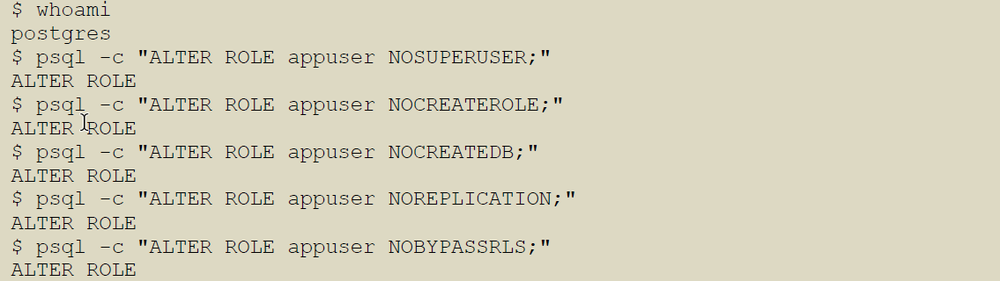 $ whoami
postgres
$ psql -c "ALTER ROLE appuser NOSUPERUSER;"
ALTER ROLE
$ psql -c "ALTER ROLE appuser NOCREATEROLE;"
ALTER ROLE
$ psql -c "ALTER ROLE appuser NOCREATEDB;"
ALTER ROLE
$ psql -c "ALTER ROLE appuser NOREPLICATION;"
ALTER ROLE
$ psql -c "ALTER ROLE appuser NOBYPASSRLS;"
ALTER ROLE